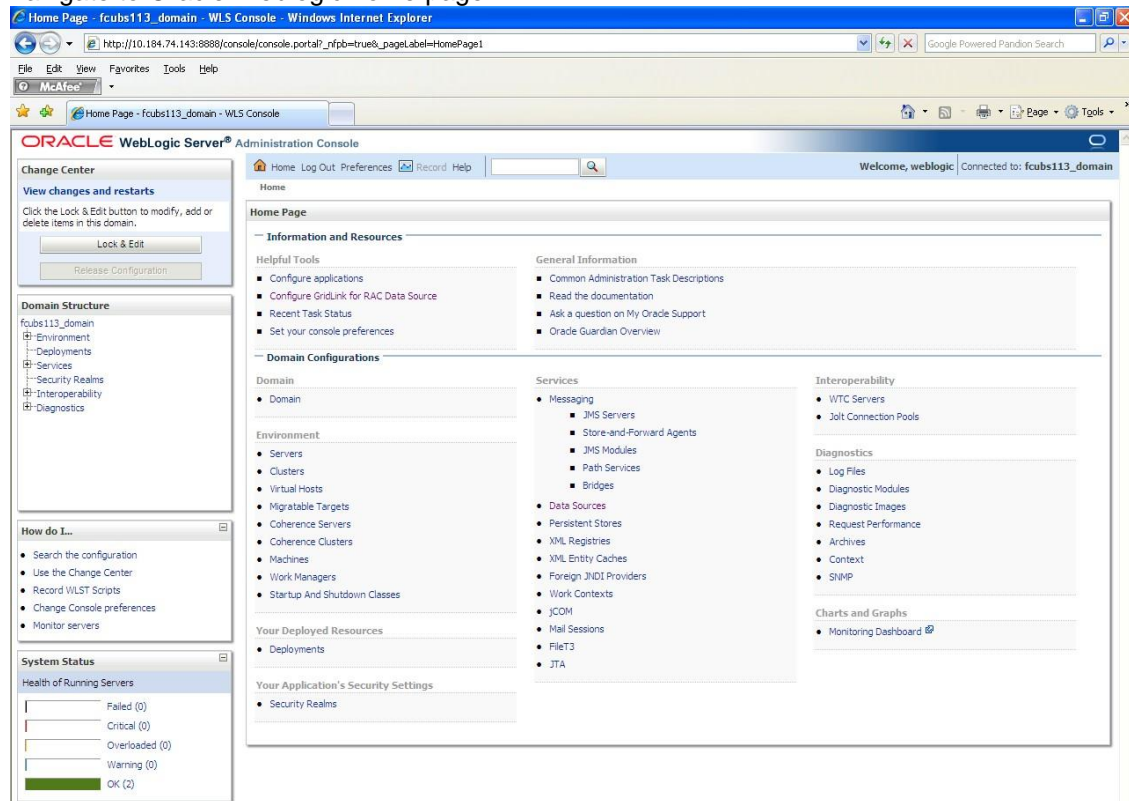 Home Page - fcubs113_domain - WLS Console - Windows Internet Explorer
http://10.184.74.143:8888/console/console.portal?_nfpb=true&_pageLabel=HomePage1
Google Powered Pandion Search
File Edit View Favorites Tools Help
McAfee
Home Page - fcubs113_domain - WLS Console
Page Tools
ORACLE WebLogic Server® Administration Console
Change Center
View changes and restarts
Click the Lock & Edit button to modify, add or
delete items in this domain.
Lock & Edit
Release Configuration
Domain Structure
fcubs113_domain
Environment
Deployments
Services
Security Realms
Interoperability
Diagnostics
How do I...
Search the configuration
Use the Change Center
Record WLST Scripts
Change Console preferences
Monitor servers
System Status
Health of Running Servers
Failed (0)
Critical (0)
Overloaded (0)
Warning (0)
OK (2)
Home Log Out Preferences Record Help
Welcome, weblogic Connected to: fcubs113_domain
Home
Home Page
Information and Resources
Helpful Tools
Configure applications
Configure GridLink for RAC Data Source
Recent Task Status
Set your console preferences
General Information
Common Administration Task Descriptions
Read the documentation
Ask a question on My Oracle Support
Oracle Guardian Overview
Domain Configurations
Domain
Domain
Environment
Servers
Clusters
Virtual Hosts
Migratable Targets
Coherence Servers
Coherence Clusters
Machines
Work Managers
Startup And Shutdown Classes
Your Deployed Resources
Deployments
Your Application's Security Settings
Security Realms
Services
Messaging
JMS Servers
Store-and-Forward Agents
JMS Modules
Path Services
Bridges
Data Sources
Persistent Stores
XML Registries
XML Entity Caches
Foreign JNDI Providers
Work Contexts
jCOM
Mail Sessions
FileT3
JTA
Interoperability
WTC Servers
Jolt Connection Pools
Diagnostics
Log Files
Diagnostic Modules
Diagnostic Images
Request Performance
Archives
Context
SNMP
Charts and Graphs
Monitoring Dashboard